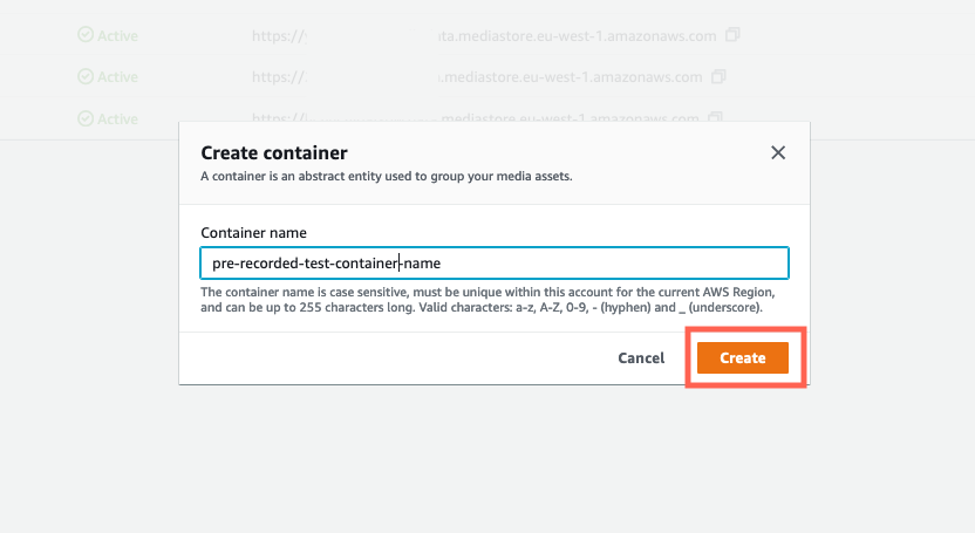 Active https:// ata.mediastore.eu-west-1.amazonaws.com
Active https:// .mediastore.eu-west-1.amazonaws.com
Active https:// .mediastore.eu-west-1.amazonaws.com
Create container
A container is an abstract entity used to group your media assets.
Container name
pre-recorded-test-container-name
The container name is case sensitive, must be unique within this account for the current AWS Region,
and can be up to 255 characters long. Valid characters: a-z, A-Z, 0-9, - (hyphen) and _ (underscore).
Cancel Create